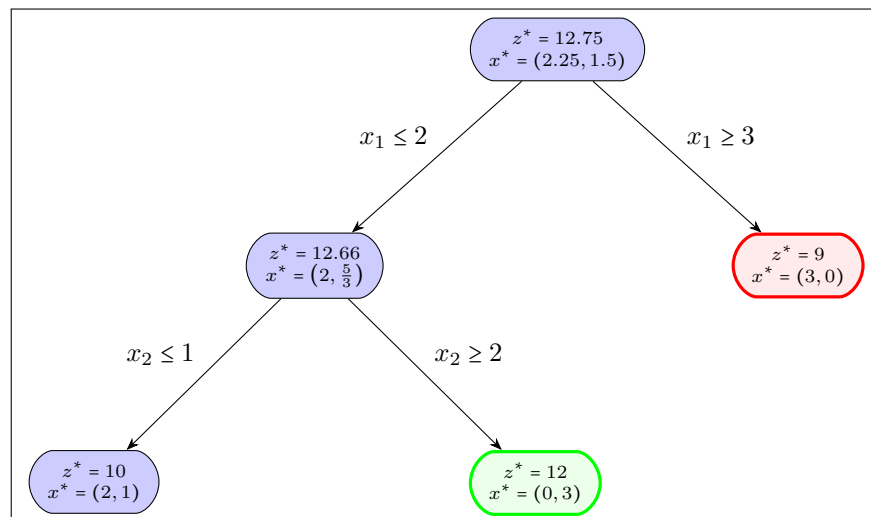 z* = 12.75
x* = (2.25, 1.5)
x₁ ≤ 2
x₁ ≥ 3
z* = 12.66
x* = (2, 5/3)
z* = 9
x* = (3, 0)
x₂ ≤ 1
x₂ ≥ 2
z* = 10
x* = (2, 1)
z* = 12
x* = (0, 3)